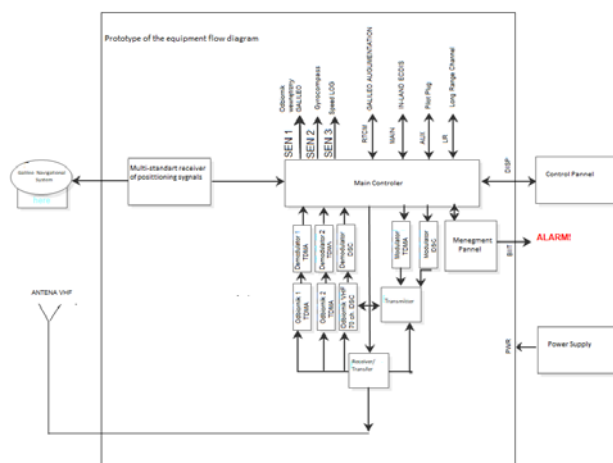 Prototype of the equipment flow diagram
Odbiornik
wewnętrzny
GALILEO
Gyrocompass
Speed LOG
SEN 1
SEN 2
SEN 3
GALILEO AUGUMENTATION
IN-LAND ECDIS
Pilot Plug
Long Range Channel
RTCM
MAIN
AUX
LR
Navigational
System
Multi-standart receiver
of positioning sygnals
Main Controler
DISP
Control Pannel
Demodulator 1
TDMA
Demodulator 2
TDMA
Demodulator
DSC
Modulator
TDMA
Modulator
DSC
Menegment
Pannel
BIIT
ALARM!
ANTENA VHF
Odbiornik 1
TDMA
Odbiornik 2
TDMA
Odbiornik VHF
70 ch. DSC
Transmitter
Receiver/
Transfer
PWR
Power Supply